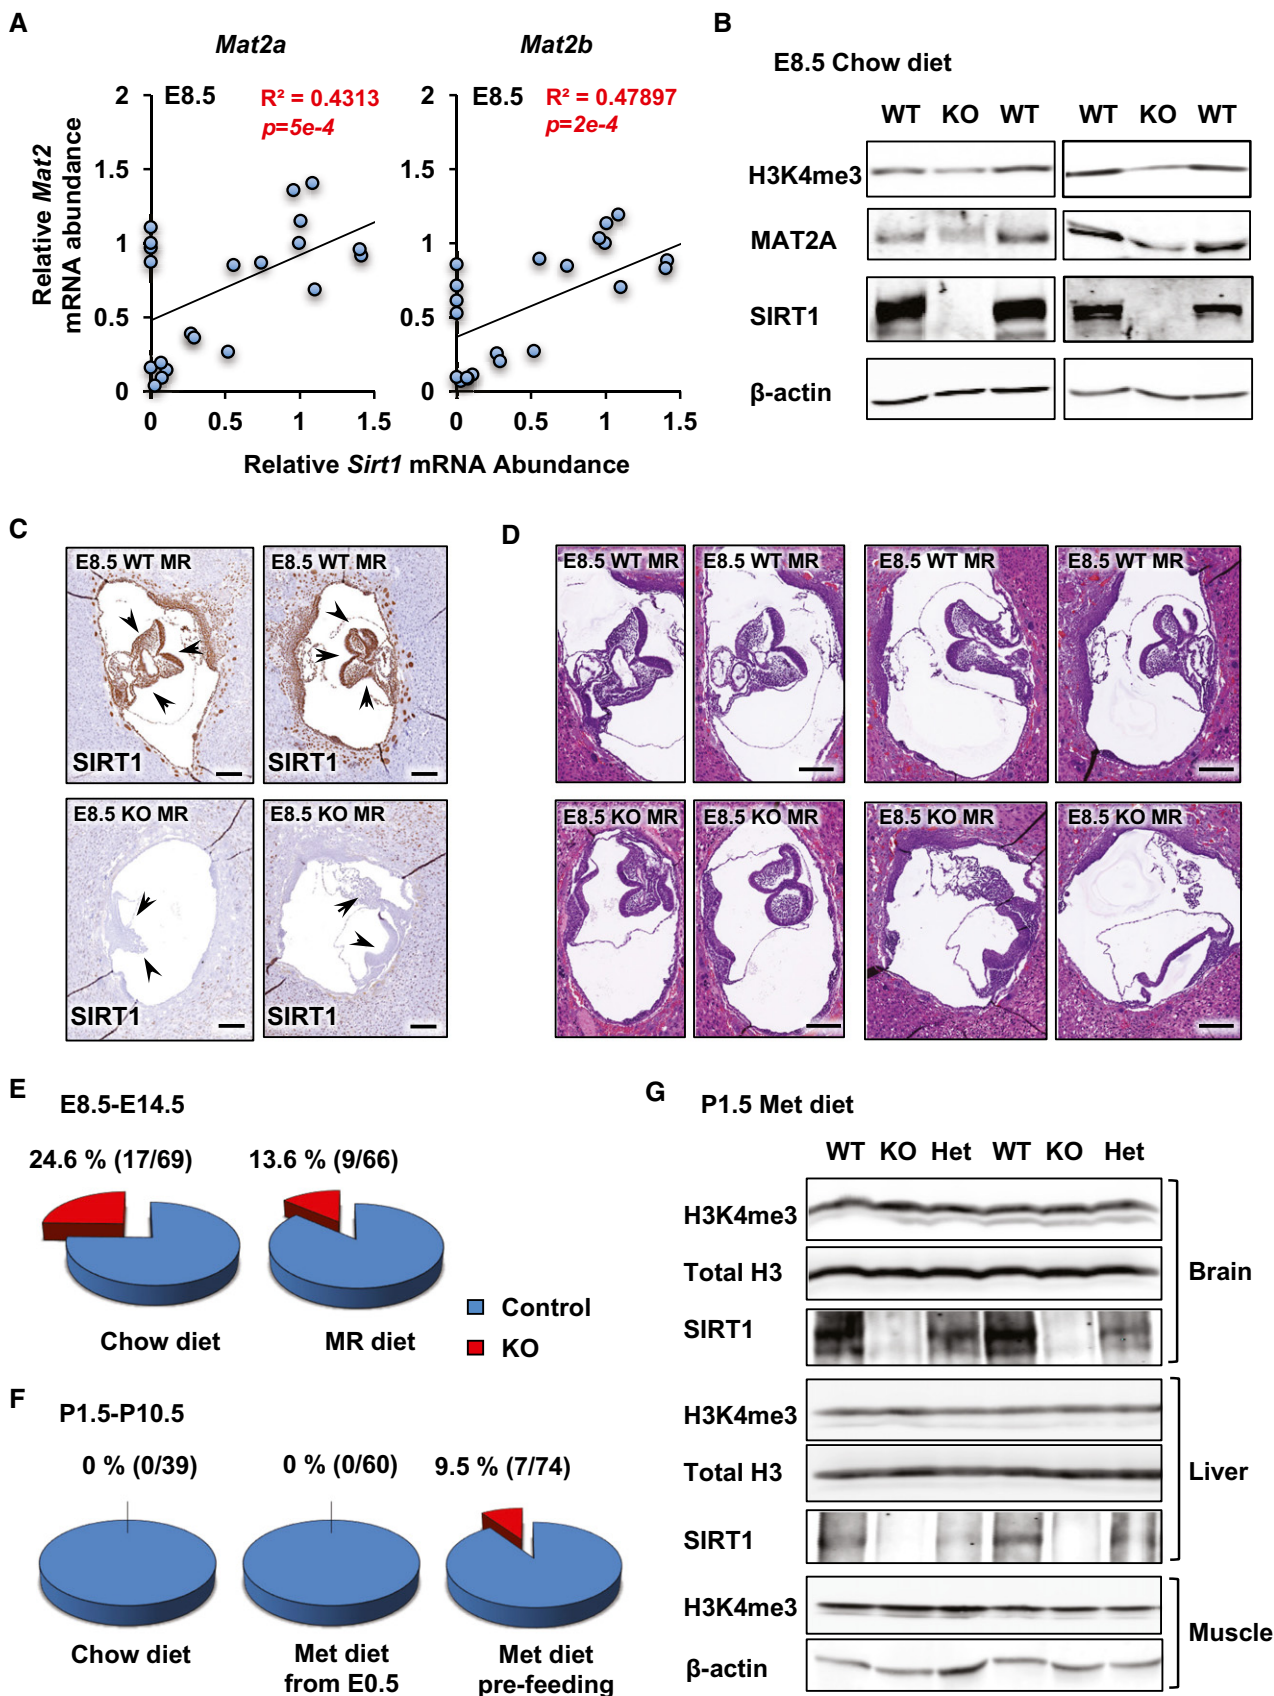 A
Mat2a
Mat2b
Relative Mat2
mRNA abundance
2
1.5
1
0.5
0
E8.5
R² = 0.4313
p=5e-4
0 0.5 1 1.5
2
1.5
1
0.5
0
E8.5
R² = 0.47897
p=2e-4
0 0.5 1 1.5
Relative Sirt1 mRNA Abundance
B
E8.5 Chow diet
WT KO WT WT KO WT
H3K4me3
MAT2A
SIRT1
β-actin
C
E8.5 WT MR
SIRT1
E8.5 WT MR
SIRT1
E8.5 KO MR
SIRT1
E8.5 KO MR
SIRT1
D
E8.5 WT MR
E8.5 WT MR
E8.5 WT MR
E8.5 WT MR
E8.5 KO MR
E8.5 KO MR
E8.5 KO MR
E8.5 KO MR
E
E8.5-E14.5
24.6 % (17/69)
13.6 % (9/66)
Chow diet
MR diet
Control
KO
F
P1.5-P10.5
0 % (0/39)
0 % (0/60)
9.5 % (7/74)
Chow diet
Met diet
from E0.5
Met diet
pre-feeding
G
P1.5 Met diet
WT KO Het WT KO Het
H3K4me3
Total H3
SIRT1
Brain
H3K4me3
Total H3
SIRT1
Liver
H3K4me3
β-actin
Muscle